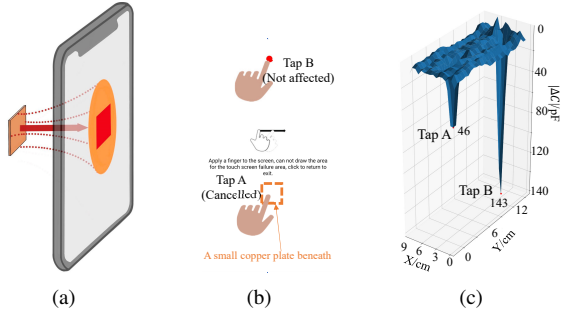 Tap B
(Not affected)
Apply a finger to the screen, can not draw the area
for the touch screen failure area, click to return to
exit.
Tap A
(Cancelled)
A small copper plate beneath
0
40
80
120
140
|ΔC|/pF
Tap A 46
Tap B
143
12
6
0
Y/cm
9 6 3 0
X/cm
(a) (b) (c)